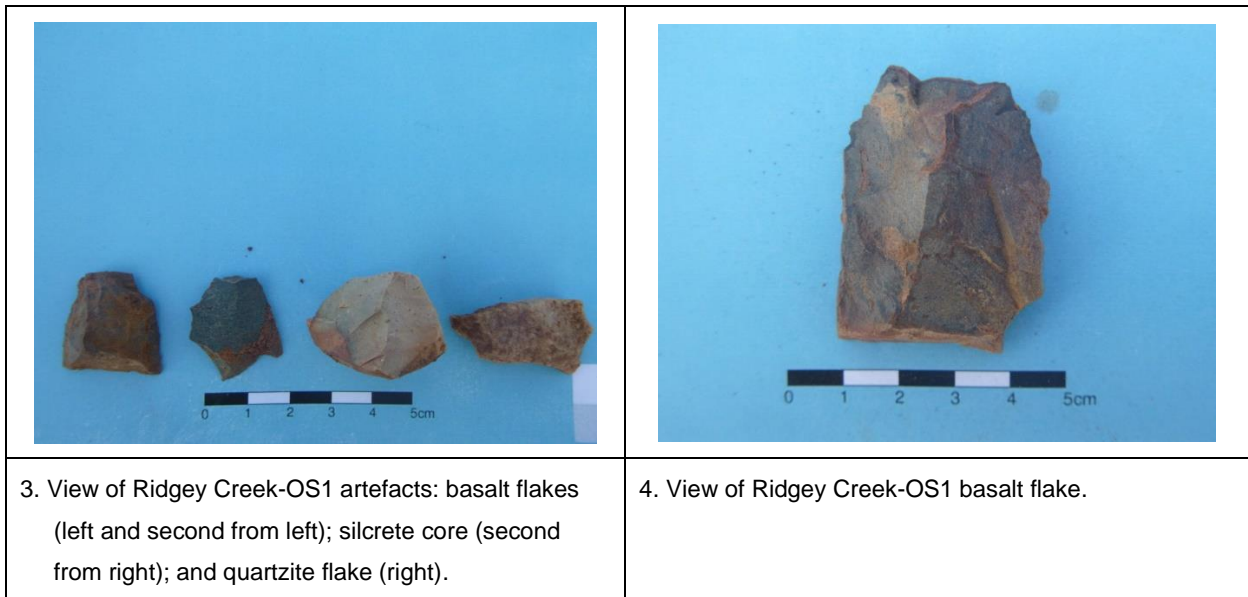 0 1 2 3 4 5cm
0 1 2 3 4 5cm
3. View of Ridgey Creek-OS1 artefacts: basalt flakes
(left and second from left); silcrete core (second
from right); and quartzite flake (right).
4. View of Ridgey Creek-OS1 basalt flake.